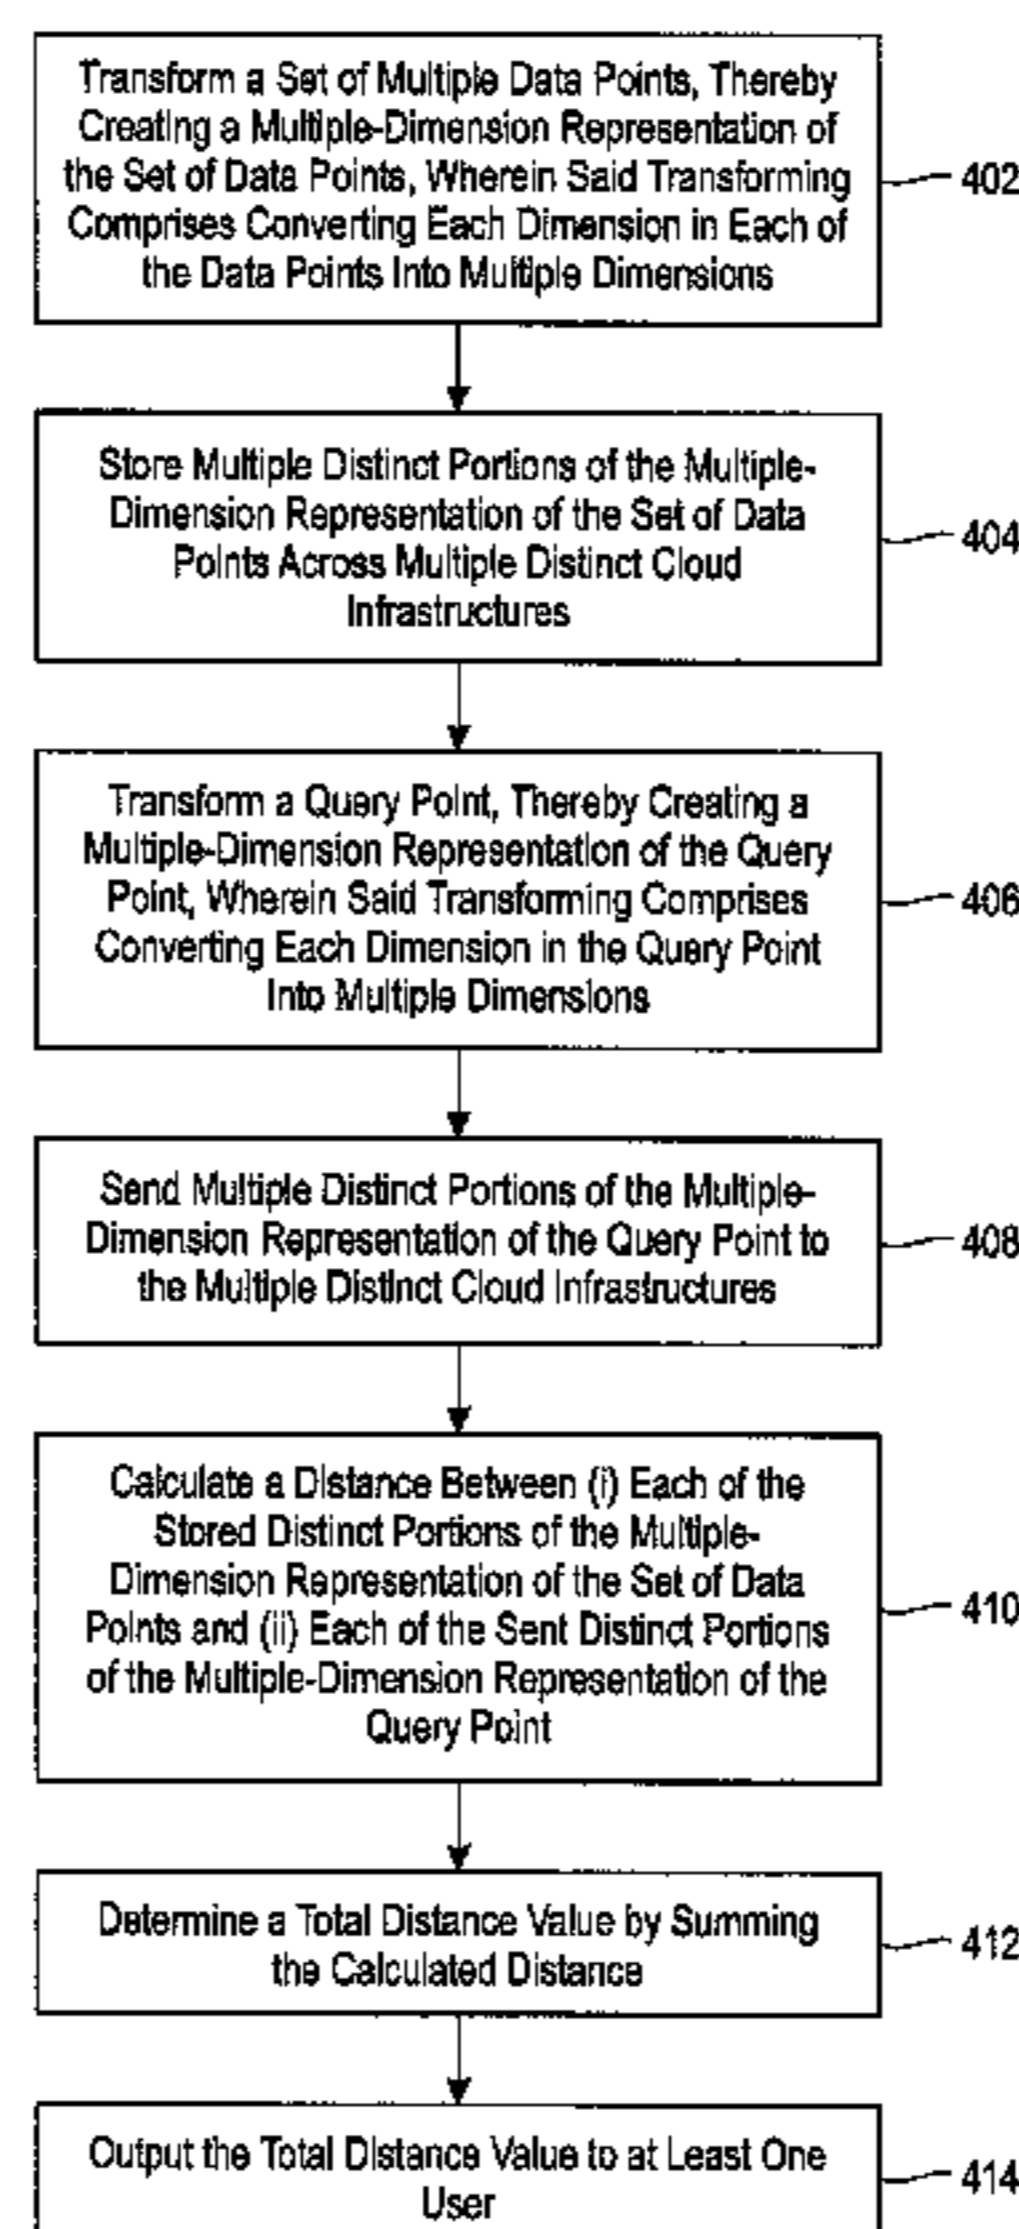 Transform a Set of Multiple Data Points, Thereby
Creating a Multiple-Dimension Representation of
the Set of Data Points, Wherein Said Transforming
Comprises Converting Each Dimension in Each of
the Data Points Into Multiple Dimensions
402
Store Multiple Distinct Portions of the Multiple-
Dimension Representation of the Set of Data
Points Across Multiple Distinct Cloud
Infrastructures
404
Transform a Query Point, Thereby Creating a
Multiple-Dimension Representation of the Query
Point, Wherein Said Transforming Comprises
Converting Each Dimension in the Query Point
Into Multiple Dimensions
406
Send Multiple Distinct Portions of the Multiple-
Dimension Representation of the Query Point to
the Multiple Distinct Cloud Infrastructures
408
Calculate a Distance Between (i) Each of the
Stored Distinct Portions of the Multiple-
Dimension Representation of the Set of Data
Points and (ii) Each of the Sent Distinct Portions
of the Multiple-Dimension Representation of the
Query Point
410
Determine a Total Distance Value by Summing
the Calculated Distance
412
Output the Total Distance Value to at Least One
User
414